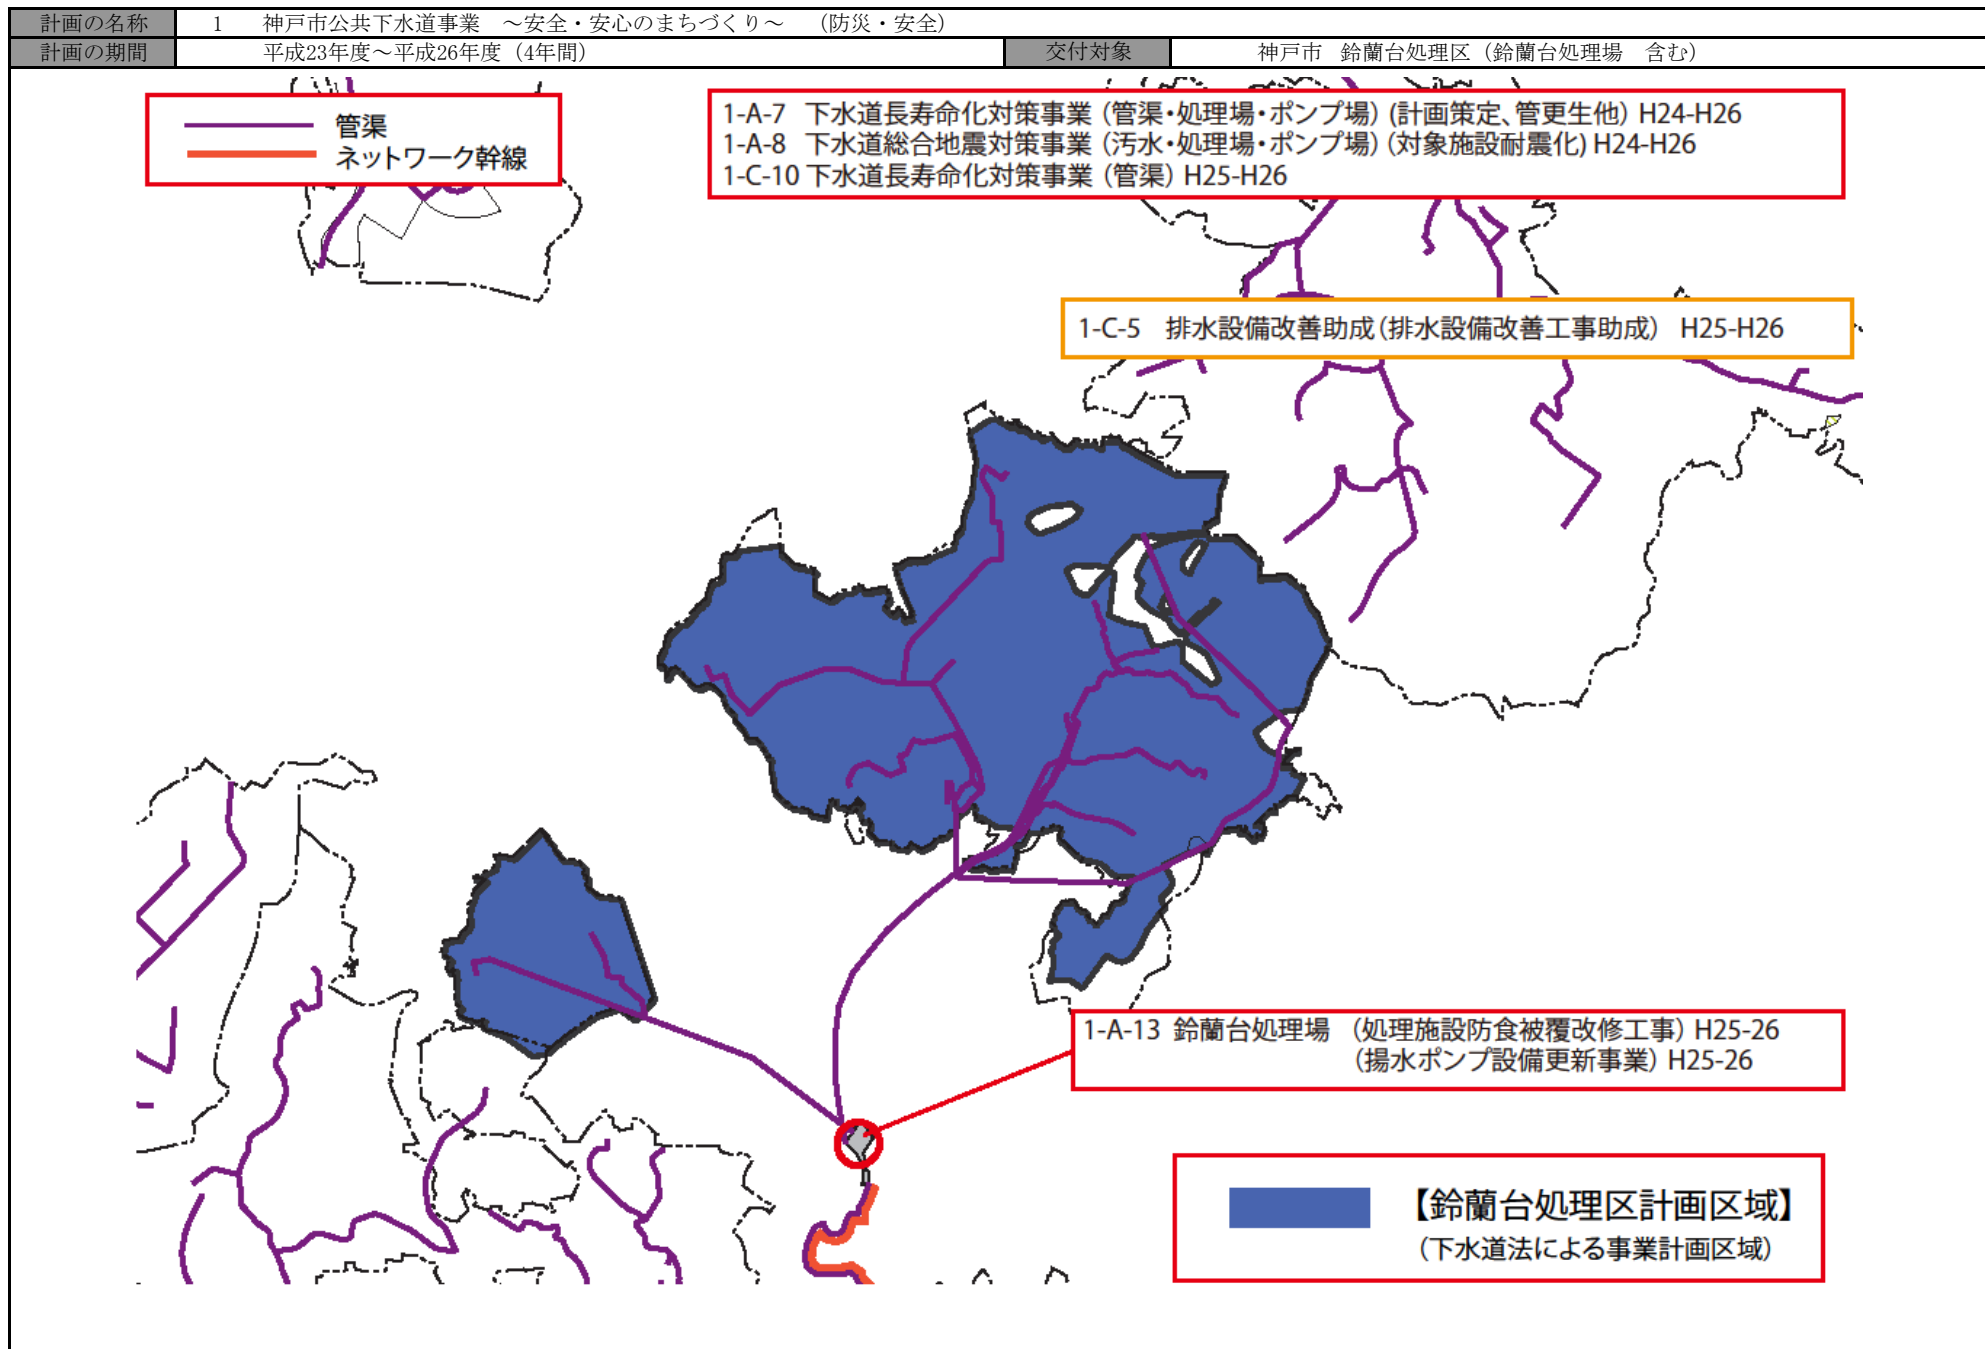 計画の名称 1 神戸市公共下水道事業 ～安全・安心のまちづくり～ （防災・安全）
計画の期間 平成23年度～平成26年度（4年間） 交付対象 神戸市 鈴蘭台処理区（鈴蘭台処理場 含む）
管渠
ネットワーク幹線
1-A-7 下水道長寿命化対策事業（管渠・処理場・ポンプ場）（計画策定、管更生他）H24-H26
1-A-8 下水道総合地震対策事業（汚水・処理場・ポンプ場）（対象施設耐震化）H24-H26
1-C-10 下水道長寿命化対策事業（管渠）H25-H26
1-C-5 排水設備改善助成（排水設備改善工事助成） H25-H26
1-A-13 鈴蘭台処理場 （処理施設防食被覆改修工事）H25-26
（揚水ポンプ設備更新事業）H25-26
【鈴蘭台処理区計画区域】
（下水道法による事業計画区域）